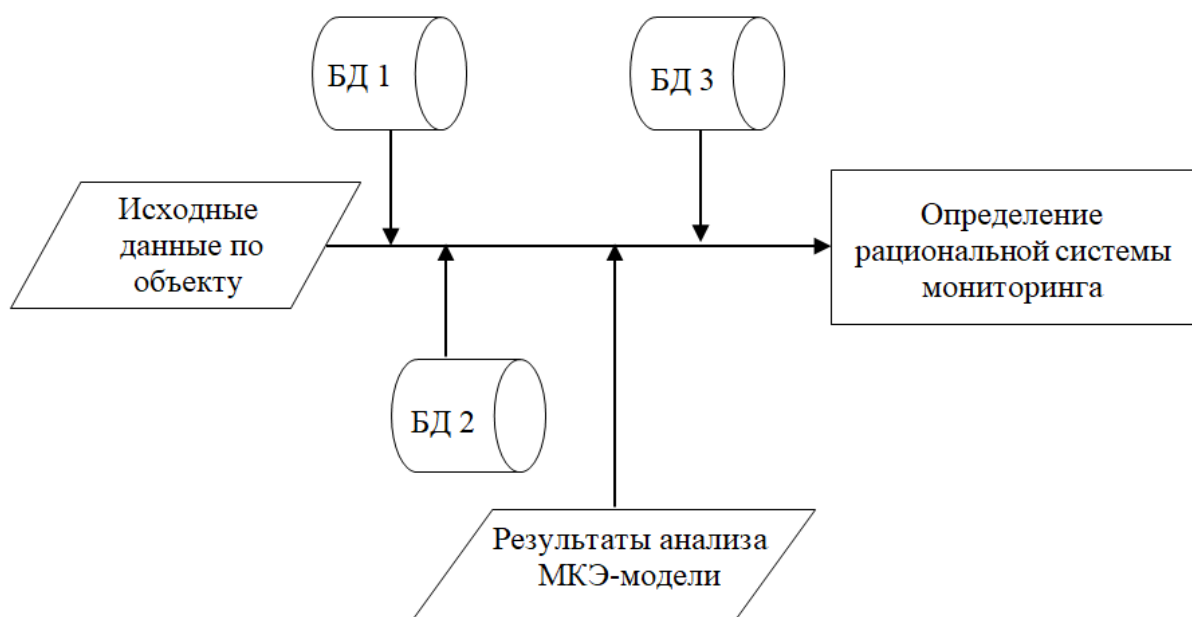 БД 1
БД 3
Исходные
данные по
объекту
Определение
рациональной системы
мониторинга
БД 2
Результаты анализа
МКЭ-модели